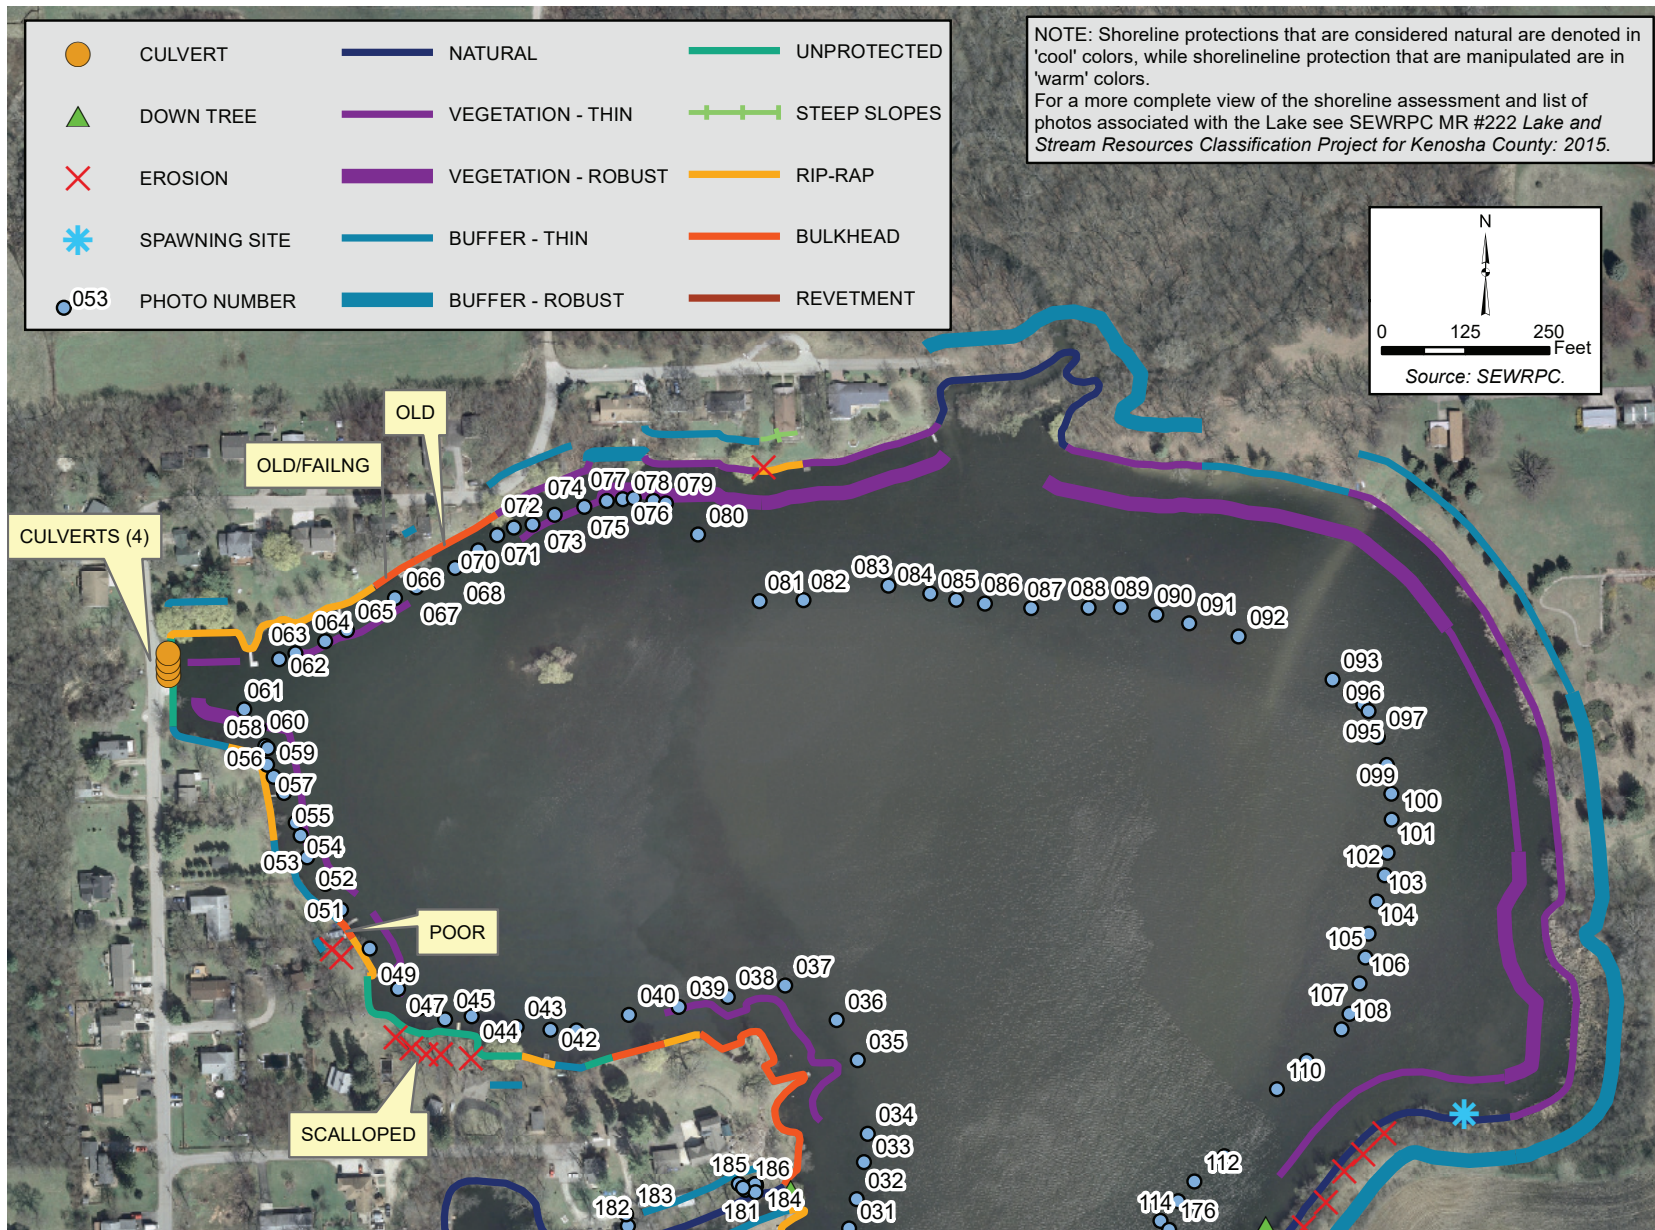 CULVERT
NATURAL
UNPROTECTED
DOWN TREE
VEGETATION - THIN
STEEP SLOPES
EROSION
VEGETATION - ROBUST
RIP-RAP
SPAWNING SITE
BUFFER - THIN
BULKHEAD
053
PHOTO NUMBER
BUFFER - ROBUST
REVETMENT
NOTE: Shoreline protections that are considered natural are denoted in
'cool' colors, while shorelineline protection that are manipulated are in
'warm' colors.
For a more complete view of the shoreline assessment and list of
photos associated with the Lake see SEWRPC MR #222 Lake and
Stream Resources Classification Project for Kenosha County: 2015.
N
0 125 250
Feet
Source: SEWRPC.
OLD
OLD/FAILNG
CULVERTS (4)
POOR
SCALLOPED
077 078 079
074
072 076
075
080
073
071
070
066
068
067
065
064
063
062
061
060
058
059
056
057
055
054
053
052
051
049
047
045
044
043
042
040
039
038
037
036
035
034
033
032
031
081 082
083
084
085
086
087
088
089
090
091
092
093
096
097
095
099
100
101
102
103
104
105
106
107
108
110
112
114
176
185 186
183
182
184
181